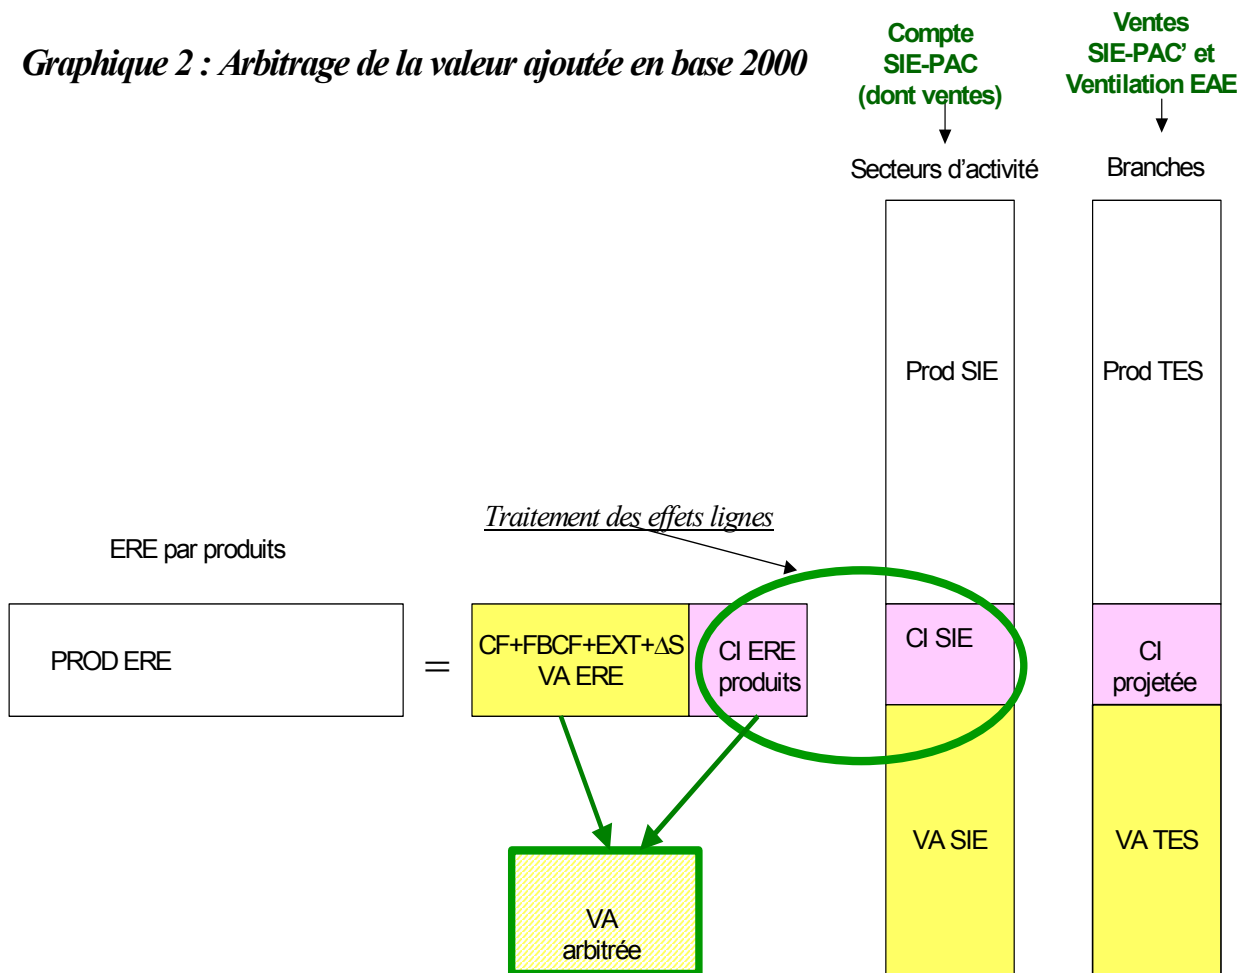 Graphique 2 : Arbitrage de la valeur ajoutée en base 2000
Compte
SIE-PAC
(dont ventes)
Ventes
SIE-PAC’ et
Ventilation EAE
Secteurs d’activité
Branches
Prod SIE
Prod TES
Traitement des effets lignes
ERE par produits
PROD ERE
=
CF+FBCF+EXT+∆S
VA ERE
CI ERE
produits
CI SIE
CI
projetée
VA SIE
VA TES
VA
arbitrée